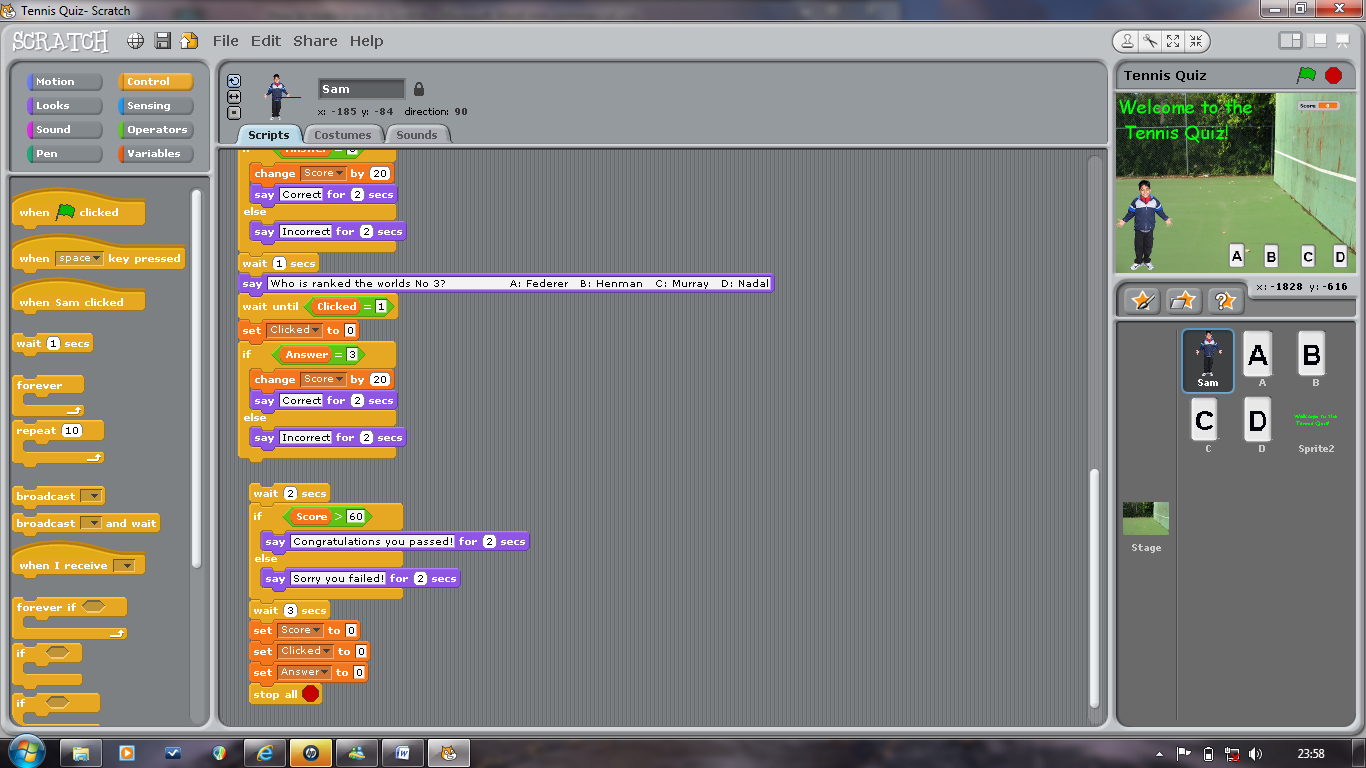 Tennis Quiz- Scratch
SCRATCH File Edit Share Help
Motion Control
Looks Sensing
Sound Operators
Pen Variables
when clicked
when space key pressed
when Sam clicked
wait 1 secs
forever
repeat 10
broadcast
broadcast and wait
when I receive
forever if
if
if
Sam
x: -185 y: -84 direction: 90
Scripts Costumes Sounds
if Answer =
change Score by 20
say Correct for 2 secs
else
say Incorrect for 2 secs
wait 1 secs
say Who is ranked the worlds No 3? A: Federer B: Henman C: Murray D: Nadal
wait until Clicked = 1
set Clicked to 0
if Answer = 3
change Score by 20
say Correct for 2 secs
else
say Incorrect for 2 secs
wait 2 secs
if Score > 60
say Congratulations you passed! for 2 secs
else
say Sorry you failed! for 2 secs
wait 3 secs
set Score to 0
set Clicked to 0
set Answer to 0
stop all
Tennis Quiz
Welcome to the
Tennis Quiz!
Score
A B C D
x: -1828 y: -616
A B
Sam A B
C D Welcome to the
Tennis Quiz!
C D Sprite2
Stage
23:58